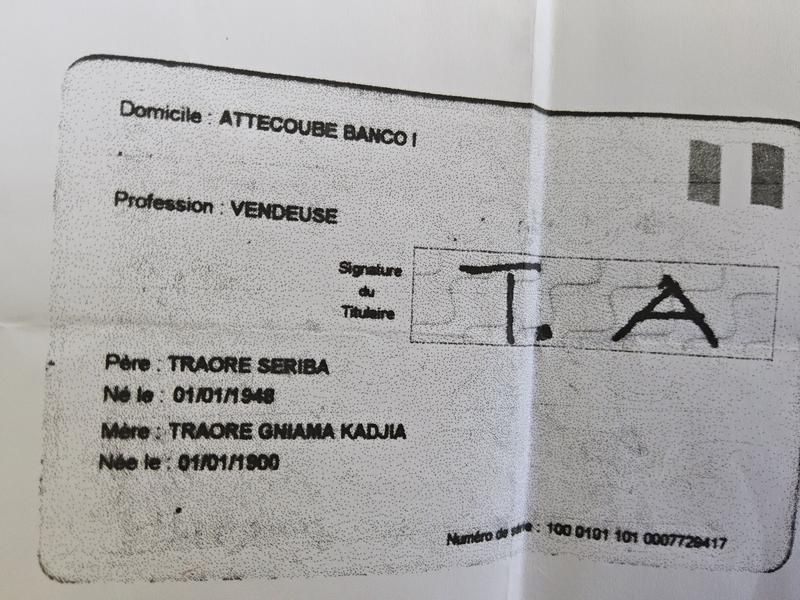 Domicile : ATTECOUBE BANCO I
Profession : VENDEUSE
Signature
du
Titulaire
T. A
Père : TRAORE SERIBA
Né le : 01/01/1948
Mère : TRAORE GNIAMA KADJIA
Née le : 01/01/1900
Numéro de série : 100 0101 101 0007729417